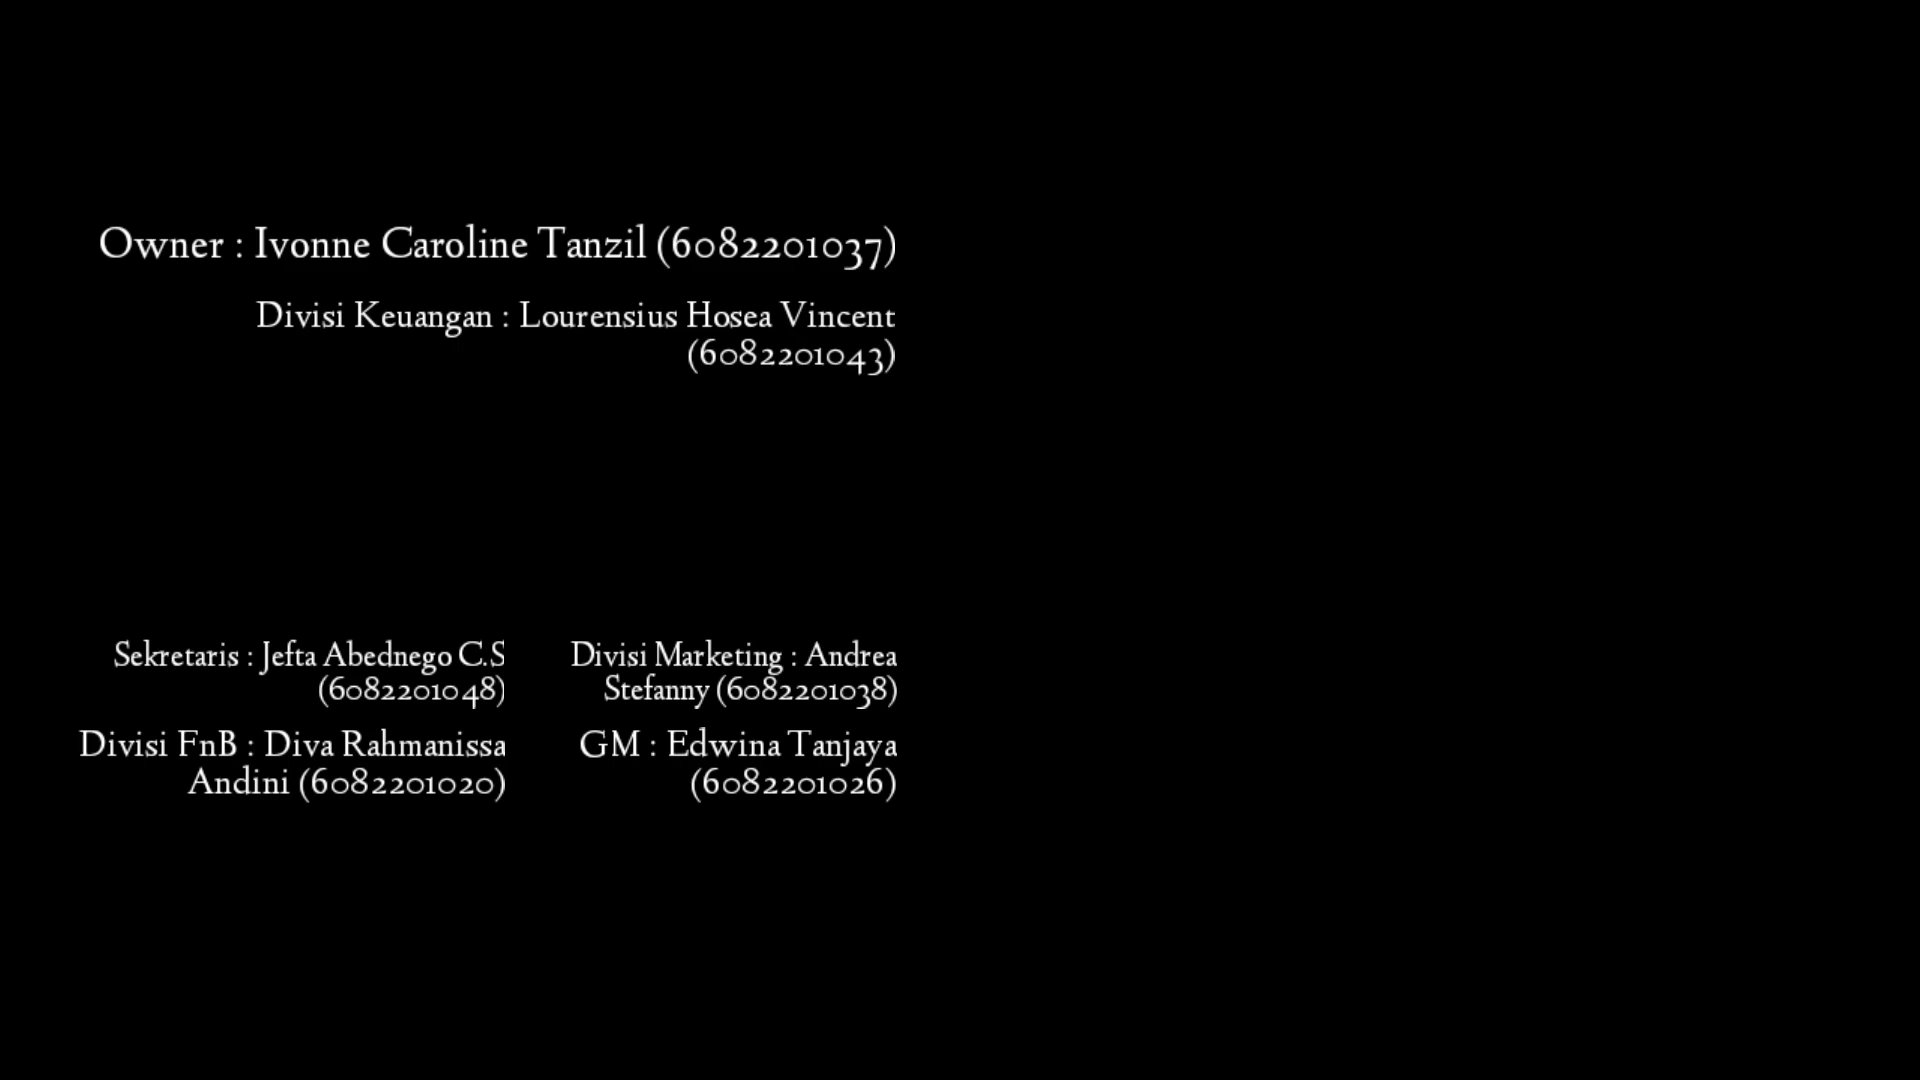 Owner : Ivonne Caroline Tanzil (6082201037)
Divisi Keuangan : Lourensius Hosea Vincent
(6082201043)
Sekretaris : Jefta Abednego C.S
(6082201048)
Divisi Marketing : Andrea
Stefanny (6082201038)
Divisi FnB : Diva Rahmanissa
Andini (6082201020)
GM : Edwina Tanjaya
(6082201026)